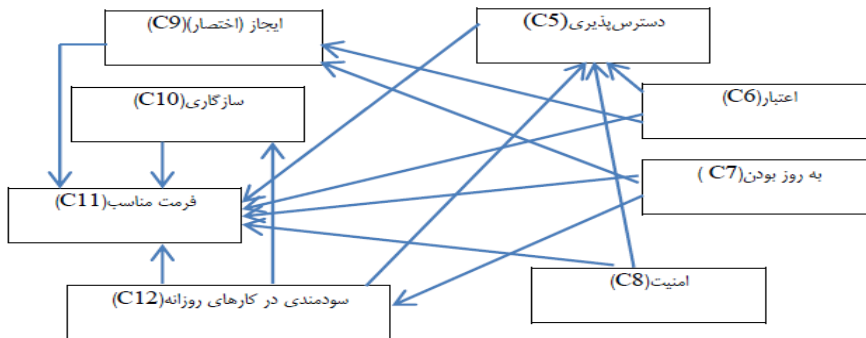 ایجاز (اختصار)(C9)
دسترس‌پذیری(C5)
سازگاری(C10)
اعتبار(C6)
به روز بودن(C7 )
فرمت مناسب(C11)
امنیت(C8)
سودمندی در کارهای روزانه(C12)